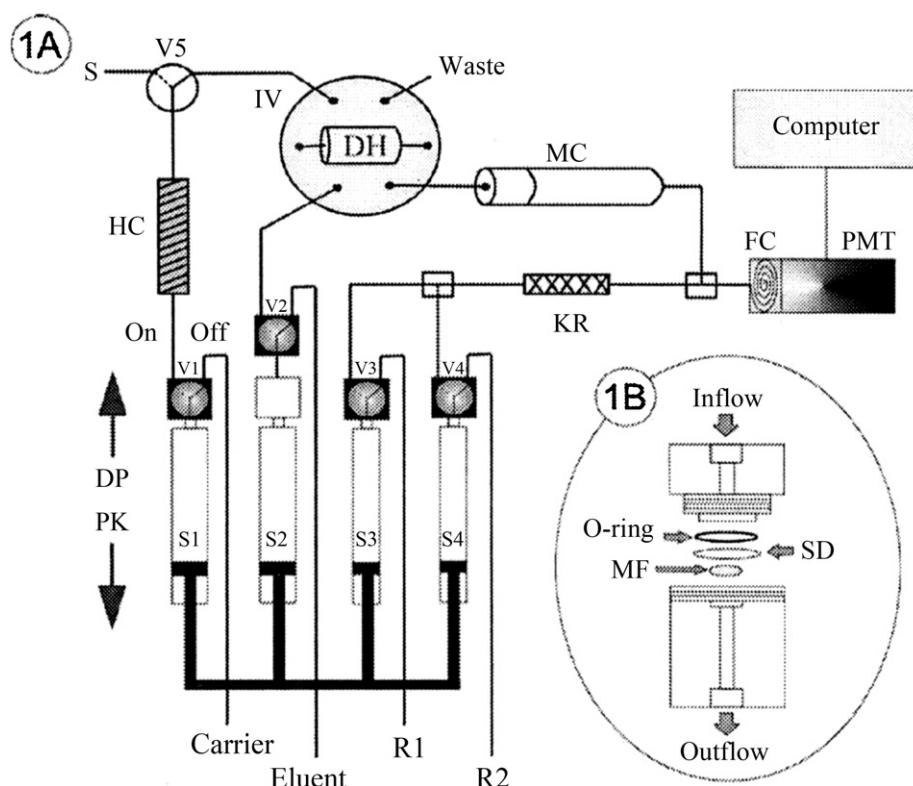 1A
V5
S
Waste
IV
DH
Computer
MC
HC
FC
PMT
V2
KR
On
Off
V1
V3
V4
DP
PK
S1
S2
S3
S4
Carrier
Eluent
R1
R2
1B
Inflow
O-ring
SD
MF
Outflow